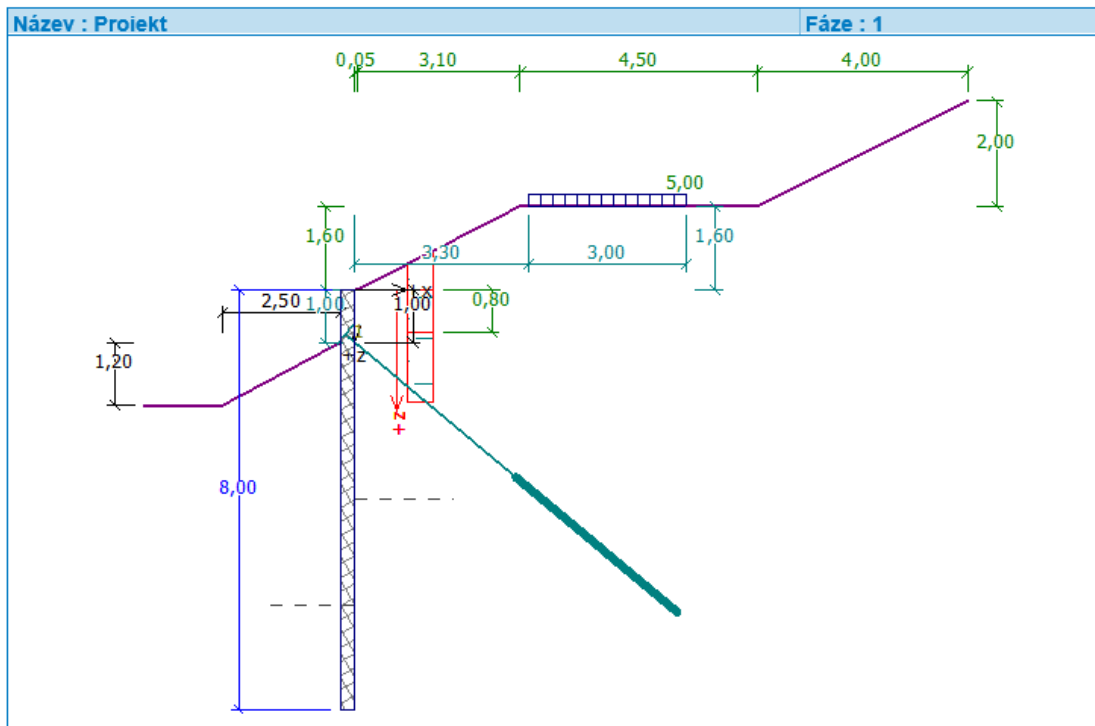 Název : Proiekt Fáze : 1
0,05 3,10 4,50 4,00
2,00
5,00
1,60 3,30 3,00 1,60
2,50 1,00 x 1,00 0,80
1,20 +z
+z
8,00